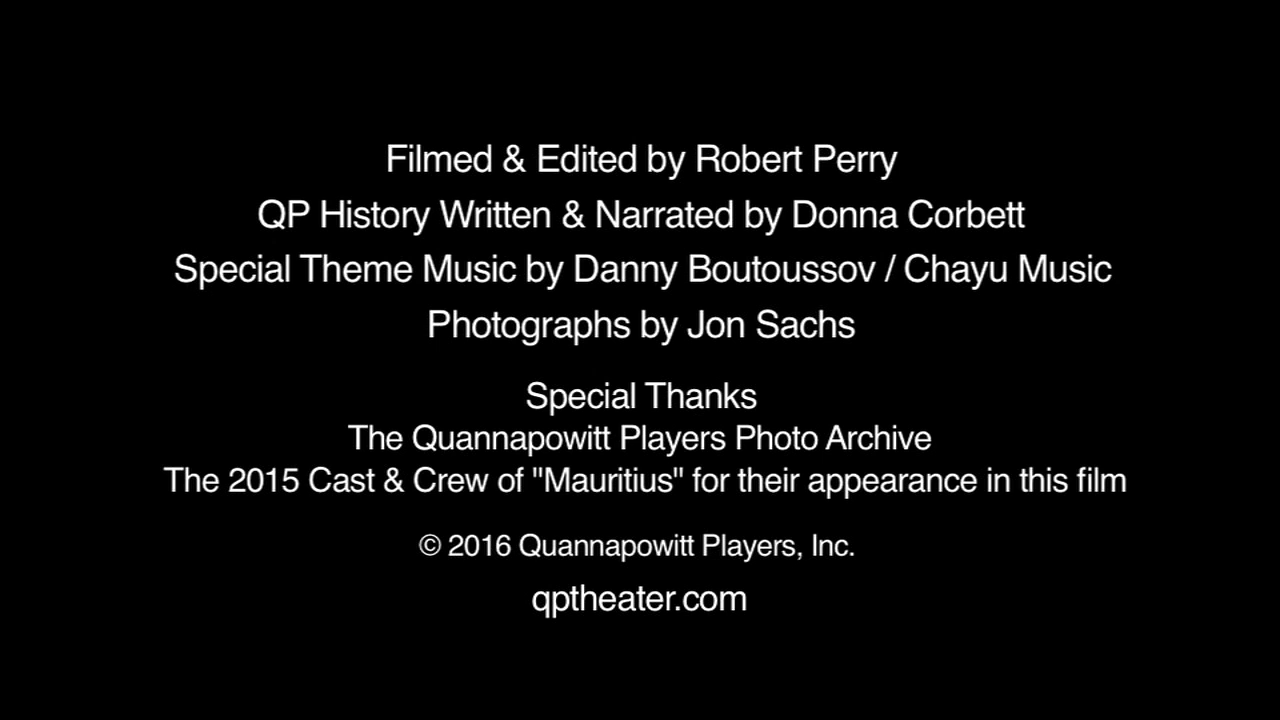 Filmed & Edited by Robert Perry
QP History Written & Narrated by Donna Corbett
Special Theme Music by Danny Boutoussov / Chayu Music
Photographs by Jon Sachs
Special Thanks
The Quannapowitt Players Photo Archive
The 2015 Cast & Crew of "Mauritius" for their appearance in this film
© 2016 Quannapowitt Players, Inc.
qptheater.com